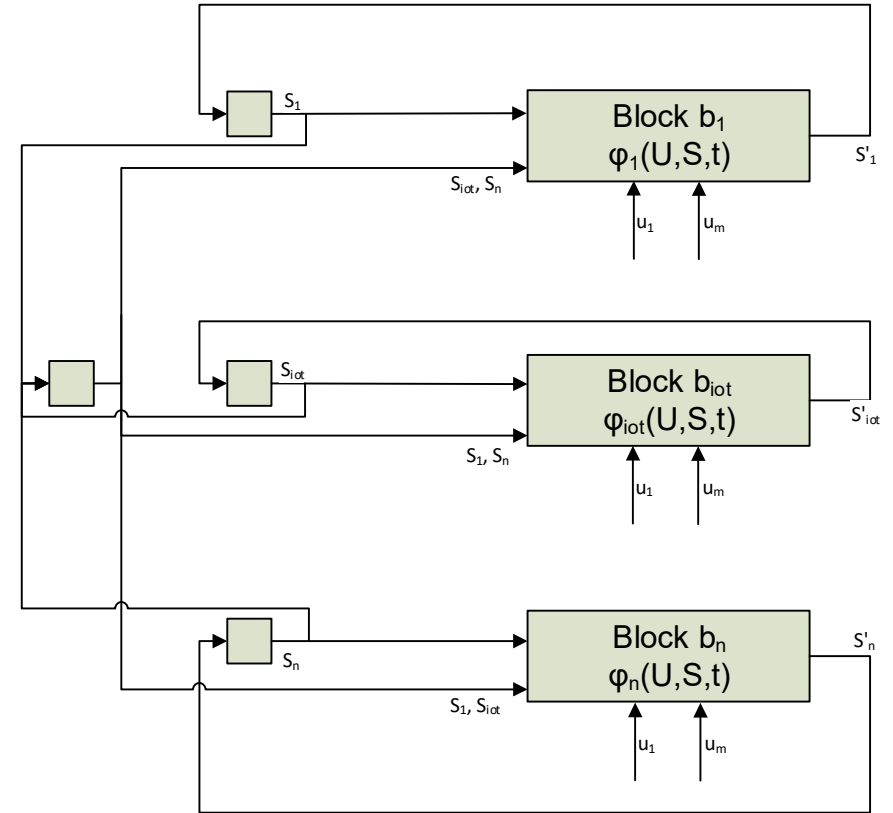 S₁
Block b₁
φ₁(U,S,t)
S'₁
Sᵢₒₜ, Sₙ
u₁
uₘ
Sᵢₒₜ
Block bᵢₒₜ
φᵢₒₜ(U,S,t)
S'ᵢₒₜ
S₁, Sₙ
u₁
uₘ
Block bₙ
φₙ(U,S,t)
S'ₙ
Sₙ
S₁, Sᵢₒₜ
u₁
uₘ